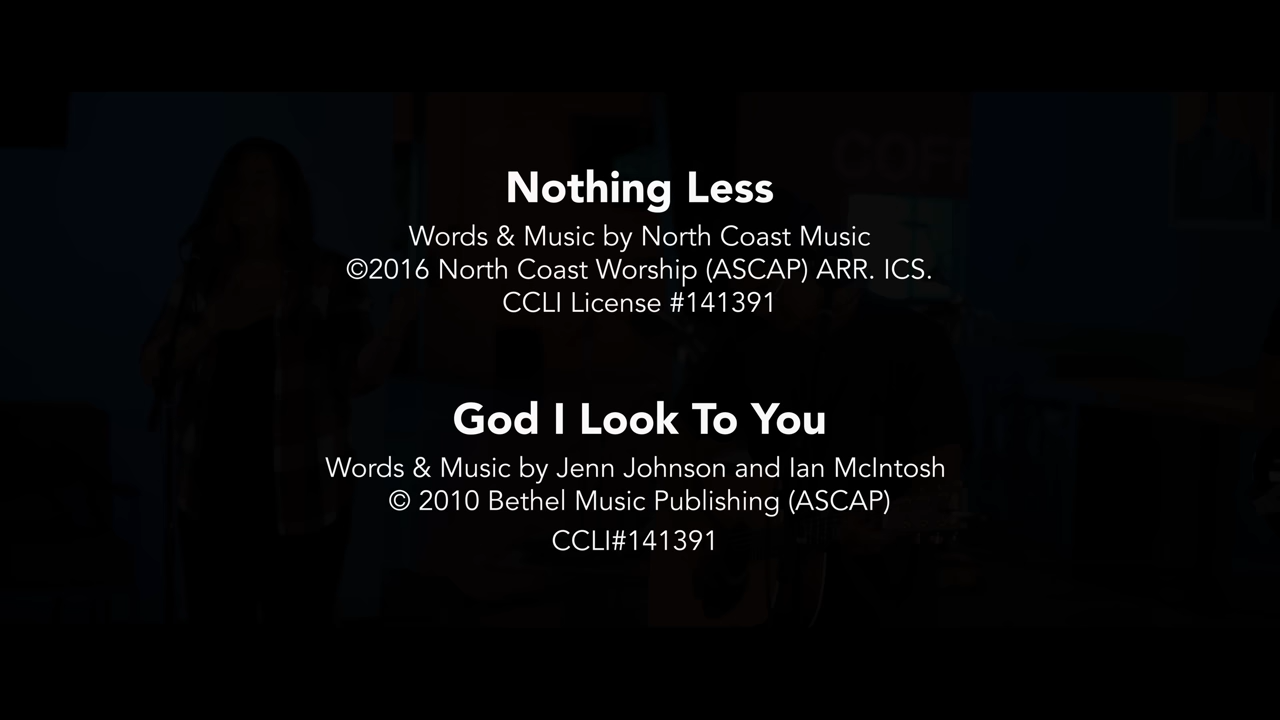 COF
Nothing Less
Words & Music by North Coast Music
©2016 North Coast Worship (ASCAP) ARR. ICS.
CCLI License #141391
God I Look To You
Words & Music by Jenn Johnson and Ian McIntosh
© 2010 Bethel Music Publishing (ASCAP)
CCLI#141391